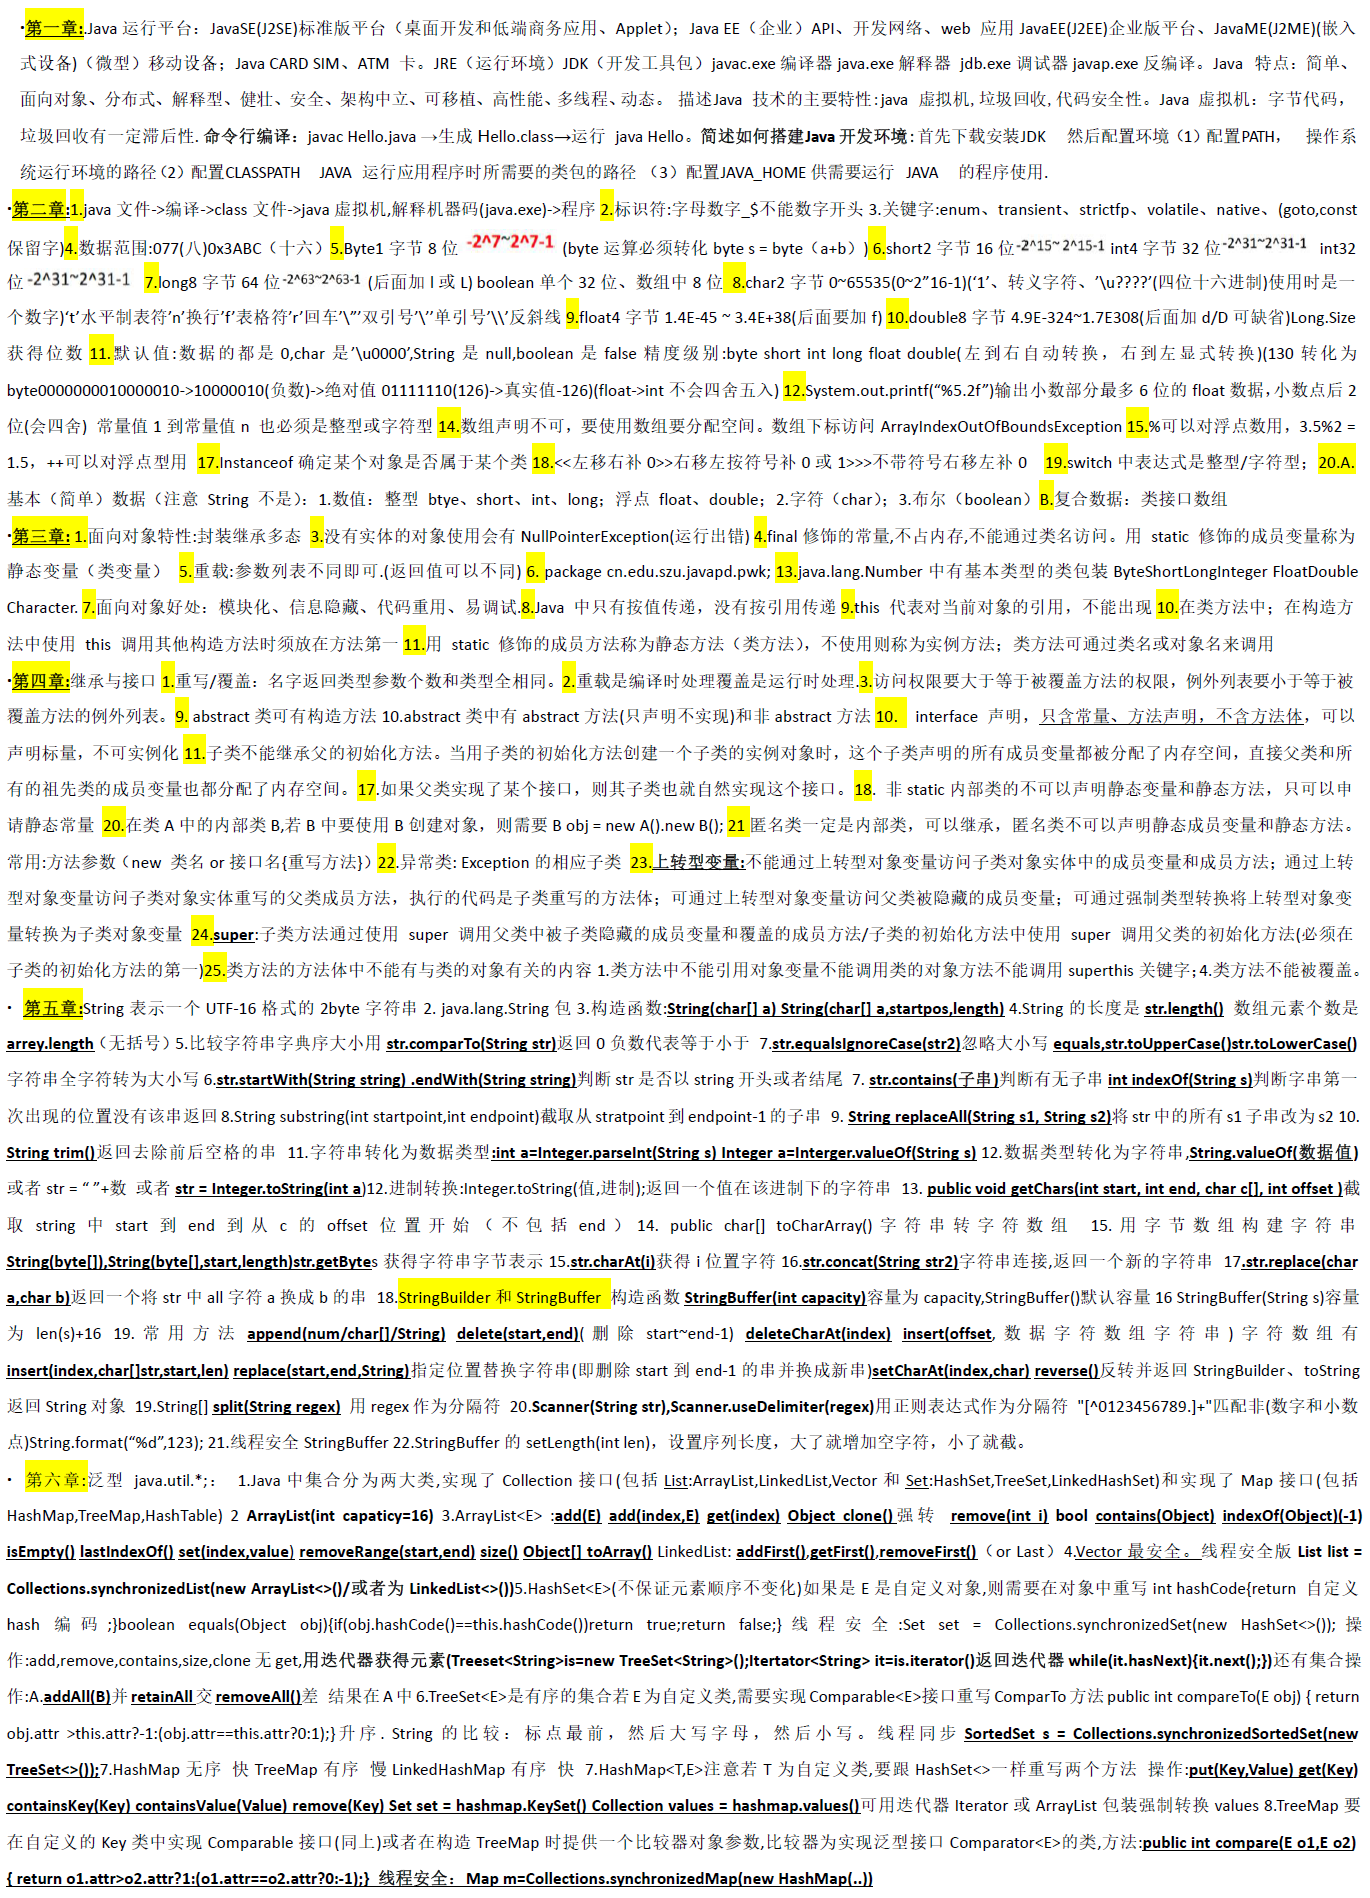 ·第一章:.Java 运行平台：JavaSE(J2SE)标准版平台（桌面开发和低端商务应用、Applet）；Java EE（企业）API、开发网络、web 应用 JavaEE(J2EE)企业版平台、JavaME(J2ME)(嵌入
式设备)（微型）移动设备；Java CARD SIM、ATM 卡。JRE（运行环境）JDK（开发工具包）javac.exe 编译器 java.exe 解释器 jdb.exe 调试器 javap.exe 反编译。Java 特点：简单、
面向对象、分布式、解释型、健壮、安全、架构中立、可移植、高性能、多线程、动态。 描述Java 技术的主要特性:java 虚拟机,垃圾回收,代码安全性。Java 虚拟机：字节代码，
垃圾回收有一定滞后性. 命令行编译：javac Hello.java →生成 Hello.class→运行 java Hello。简述如何搭建Java 开发环境:首先下载安装JDK 然后配置环境（1）配置PATH， 操作系
统运行环境的路径（2）配置CLASSPATH JAVA 运行应用程序时所需要的类包的路径 （3）配置JAVA_HOME 供需要运行 JAVA 的程序使用.
·第二章:1.java 文件->编译->class 文件->java 虚拟机,解释机器码(java.exe)->程序 2.标识符:字母数字_$不能数字开头 3.关键字:enum、transient、strictfp、volatile、native、(goto,const
保留字)4.数据范围:077(八)0x3ABC（十六）5.Byte1 字节 8 位 -2^7~2^7-1 (byte 运算必须转化 byte s = byte（a+b）) 6.short2 字节 16 位 -2^15~ 2^15-1 int4 字节 32 位 -2^31~2^31-1 int32
位 -2^31~2^31-1 7.long8 字节 64 位 -2^63~2^63-1 (后面加 l 或 L) boolean 单个 32 位、数组中 8 位 8.char2 字节 0~65535(0~2”16-1)(‘1’、转义字符、’\u????’(四位十六进制)使用时是一
个数字)‘t’水平制表符’n’换行’f’表格符’r’回车’\”’双引号’\’’单引号’\\’反斜线 9.float4 字节 1.4E-45 ~ 3.4E+38(后面要加 f) 10.double8 字节 4.9E-324~1.7E308(后面加 d/D 可缺省)Long.Size
获得位数 11.默认值:数据的都是 0,char 是’\u0000’,String 是 null,boolean 是 false 精度级别:byte short int long float double(左到右自动转换，右到左显式转换)(130 转化为
byte0000000010000010->10000010(负数)->绝对值 01111110(126)->真实值-126)(float->int 不会四舍五入) 12.System.out.printf(“%5.2f”)输出小数部分最多 6 位的 float 数据,小数点后 2
位(会四舍) 常量值 1 到常量值 n 也必须是整型或字符型 14.数组声明不可，要使用数组要分配空间。数组下标访问 ArrayIndexOutOfBoundsException 15.%可以对浮点数用，3.5%2 =
1.5，++可以对浮点型用 17.Instanceof 确定某个对象是否属于某个类 18.<<左移右补 0>>右移左按符号补 0 或 1>>>不带符号右移左补 0 19.switch 中表达式是整型/字符型；20.A.
基本（简单）数据（注意 String 不是）：1.数值：整型 btye、short、int、long；浮点 float、double；2.字符（char）；3.布尔（boolean）B.复合数据：类接口数组
·第三章: 1.面向对象特性:封装继承多态 3.没有实体的对象使用会有 NullPointerException(运行出错) 4.final 修饰的常量,不占内存,不能通过类名访问。用 static 修饰的成员变量称为
静态变量（类变量） 5.重载:参数列表不同即可.(返回值可以不同) 6. package cn.edu.szu.javapd.pwk; 13.java.lang.Number 中有基本类型的类包装 ByteShortLongInteger FloatDouble
Character. 7.面向对象好处：模块化、信息隐藏、代码重用、易调试.8.Java 中只有按值传递，没有按引用传递 9.this 代表对当前对象的引用，不能出现 10.在类方法中；在构造方
法中使用 this 调用其他构造方法时须放在方法第一 11.用 static 修饰的成员方法称为静态方法（类方法），不使用则称为实例方法；类方法可通过类名或对象名来调用
·第四章:继承与接口 1.重写/覆盖：名字返回类型参数个数和类型全相同。2.重载是编译时处理覆盖是运行时处理.3.访问权限要大于等于被覆盖方法的权限，例外列表要小于等于被
覆盖方法的例外列表。9. abstract 类可有构造方法 10.abstract 类中有 abstract 方法(只声明不实现)和非 abstract 方法 10. interface 声明，只含常量、方法声明，不含方法体，可以
声明标量，不可实例化 11.子类不能继承父的初始化方法。当用子类的初始化方法创建一个子类的实例对象时，这个子类声明的所有成员变量都被分配了内存空间，直接父类和所
有的祖先类的成员变量也都分配了内存空间。17.如果父类实现了某个接口，则其子类也就自然实现这个接口。18. 非 static 内部类的不可以声明静态变量和静态方法，只可以申
请静态常量 20.在类 A 中的内部类 B,若 B 中要使用 B 创建对象，则需要 B obj = new A().new B(); 21 匿名类一定是内部类，可以继承，匿名类不可以声明静态成员变量和静态方法。
常用:方法参数（new 类名 or 接口名{重写方法}）22.异常类: Exception 的相应子类 23.上转型变量:不能通过上转型对象变量访问子类对象实体中的成员变量和成员方法；通过上转
型对象变量访问子类对象实体重写的父类成员方法，执行的代码是子类重写的方法体；可通过上转型对象变量访问父类被隐藏的成员变量；可通过强制类型转换将上转型对象变
量转换为子类对象变量 24.super:子类方法通过使用 super 调用父类中被子类隐藏的成员变量和覆盖的成员方法/子类的初始化方法中使用 super 调用父类的初始化方法(必须在
子类的初始化方法的第一)25.类方法的方法体中不能有与类的对象有关的内容 1.类方法中不能引用对象变量不能调用类的对象方法不能调用 superthis 关键字；4.类方法不能被覆盖。
· 第五章:String 表示一个 UTF-16 格式的 2byte 字符串 2. java.lang.String 包 3.构造函数:String(char[] a) String(char[] a,startpos,length) 4.String 的长度是 str.length() 数组元素个数是
arrey.length（无括号）5.比较字符串字典序大小用 str.comparTo(String str)返回 0 负数代表等于小于 7.str.equalsIgnoreCase(str2)忽略大小写 equals,str.toUpperCase()str.toLowerCase()
字符串全字符转为大小写 6.str.startWith(String string) .endWith(String string)判断 str 是否以 string 开头或者结尾 7. str.contains(子串)判断有无子串 int indexOf(String s)判断字串第一
次出现的位置没有该串返回 8.String substring(int startpoint,int endpoint)截取从 stratpoint 到 endpoint-1 的子串 9. String replaceAll(String s1, String s2)将 str 中的所有 s1 子串改为 s2 10.
String trim()返回去除前后空格的串 11.字符串转化为数据类型:int a=Integer.parseInt(String s) Integer a=Interger.valueOf(String s) 12.数据类型转化为字符串,String.valueOf(数据值)
或者 str = “ ”+数 或者 str = Integer.toString(int a)12.进制转换:Integer.toString(值,进制);返回一个值在该进制下的字符串 13. public void getChars(int start, int end, char c[], int offset )截
取 string 中 start 到 end 到从 c 的 offset 位置开始（不包括 end）14. public char[] toCharArray()字符串转字符数组 15.用字节数组构建字符串
String(byte[]),String(byte[],start,length)str.getBytes 获得字符串字节表示 15.str.charAt(i)获得 i 位置字符 16.str.concat(String str2)字符串连接,返回一个新的字符串 17.str.replace(char
a,char b)返回一个将 str 中 all 字符 a 换成 b 的串 18.StringBuilder 和 StringBuffer 构造函数 StringBuffer(int capacity)容量为 capacity,StringBuffer()默认容量 16 StringBuffer(String s)容量
为 len(s)+16 19.常用方法 append(num/char[]/String) delete(start,end)(删除 start~end-1) deleteCharAt(index) insert(offset,数据字符数组字符串)字符数组有
insert(index,char[]str,start,len) replace(start,end,String)指定位置替换字符串(即删除 start 到 end-1 的串并换成新串)setCharAt(index,char) reverse()反转并返回 StringBuilder、toString
返回 String 对象 19.String[] split(String regex) 用 regex 作为分隔符 20.Scanner(String str),Scanner.useDelimiter(regex)用正则表达式作为分隔符 "[^0123456789.]+"匹配非(数字和小数
点)String.format(“%d”,123); 21.线程安全 StringBuffer 22.StringBuffer 的 setLength(int len)，设置序列长度，大了就增加空字符，小了就截。
· 第六章:泛型 java.util.*;： 1.Java 中集合分为两大类,实现了 Collection 接口(包括 List:ArrayList,LinkedList,Vector 和 Set:HashSet,TreeSet,LinkedHashSet)和实现了 Map 接口(包括
HashMap,TreeMap,HashTable) 2 ArrayList(int capaticy=16) 3.ArrayList<E> :add(E) add(index,E) get(index) Object clone()强转 remove(int i) bool contains(Object) indexOf(Object)(-1)
isEmpty() lastIndexOf() set(index,value) removeRange(start,end) size() Object[] toArray() LinkedList: addFirst(),getFirst(),removeFirst()（or Last）4.Vector 最安全。线程安全版 List list =
Collections.synchronizedList(new ArrayList<>()/或者为 LinkedList<>())5.HashSet<E>(不保证元素顺序不变化)如果是 E 是自定义对象,则需要在对象中重写 int hashCode{return 自定义
hash 编码;}boolean equals(Object obj){if(obj.hashCode()==this.hashCode())return true;return false;}线程安全:Set set = Collections.synchronizedSet(new HashSet<>());操
作:add,remove,contains,size,clone 无 get,用迭代器获得元素(Treeset<String>is=new TreeSet<String>();Itertator<String> it=is.iterator()返回迭代器 while(it.hasNext){it.next();})还有集合操
作:A.addAll(B)并 retainAll 交 removeAll()差 结果在 A 中 6.TreeSet<E>是有序的集合若 E 为自定义类,需要实现 Comparable<E>接口重写 ComparTo 方法 public int compareTo(E obj) { return
obj.attr >this.attr?-1:(obj.attr==this.attr?0:1);}升序. String 的比较：标点最前，然后大写字母，然后小写。线程同步 SortedSet s = Collections.synchronizedSortedSet(new
TreeSet<>());7.HashMap 无序 快 TreeMap 有序 慢 LinkedHashMap 有序 快 7.HashMap<T,E>注意若 T 为自定义类,要跟 HashSet<>一样重写两个方法 操作:put(Key,Value) get(Key)
containsKey(Key) containsValue(Value) remove(Key) Set set = hashmap.KeySet() Collection values = hashmap.values()可用迭代器 Iterator 或 ArrayList 包装强制转换 values 8.TreeMap 要
在自定义的 Key 类中实现 Comparable 接口(同上)或者在构造 TreeMap 时提供一个比较器对象参数,比较器为实现泛型接口 Comparator<E>的类,方法:public int compare(E o1,E o2)
{ return o1.attr>o2.attr?1:(o1.attr==o2.attr?0:-1);} 线程安全：Map m=Collections.synchronizedMap(new HashMap(..))